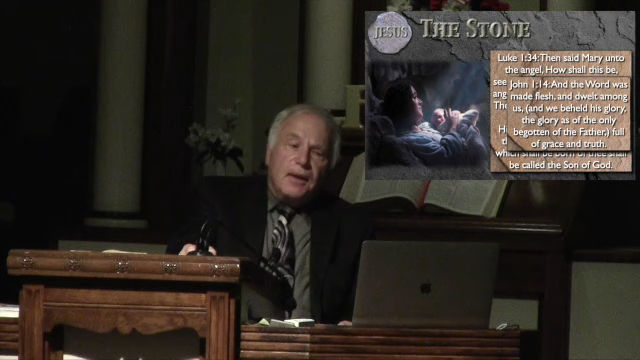 JESUS
THE STONE
Luke 1:34: Then said Mary unto
the angel, How shall this be,
see
ang
The
John 1:14: And the Word was
made flesh, and dwelt among
us, (and we beheld his glory,
the glory as of the only
begotten of the Father,) full
of grace and truth.
which shall be born of thee shall
be called the Son of God.